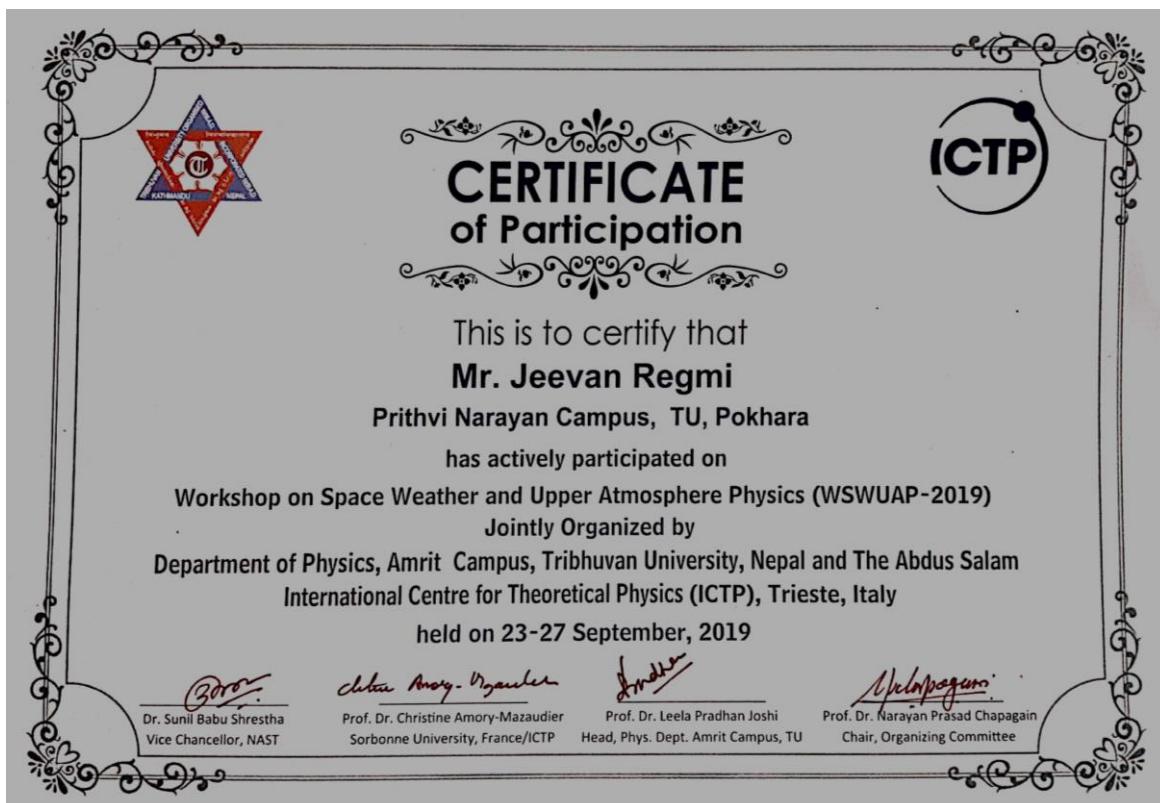 ICTP
CERTIFICATE
of Participation
This is to certify that
Mr. Jeevan Regmi
Prithvi Narayan Campus, TU, Pokhara
has actively participated on
Workshop on Space Weather and Upper Atmosphere Physics (WSWUAP-2019)
Jointly Organized by
Department of Physics, Amrit Campus, Tribhuvan University, Nepal and The Abdus Salam
International Centre for Theoretical Physics (ICTP), Trieste, Italy
held on 23-27 September, 2019
Dr. Sunil Babu Shrestha
Vice Chancellor, NAST
Prof. Dr. Christine Amory-Mazaudier
Sorbonne University, France/ICTP
Prof. Dr. Leela Pradhan Joshi
Head, Phys. Dept. Amrit Campus, TU
Prof. Dr. Narayan Prasad Chapagain
Chair, Organizing Committee
KATHMANDU NEPAL